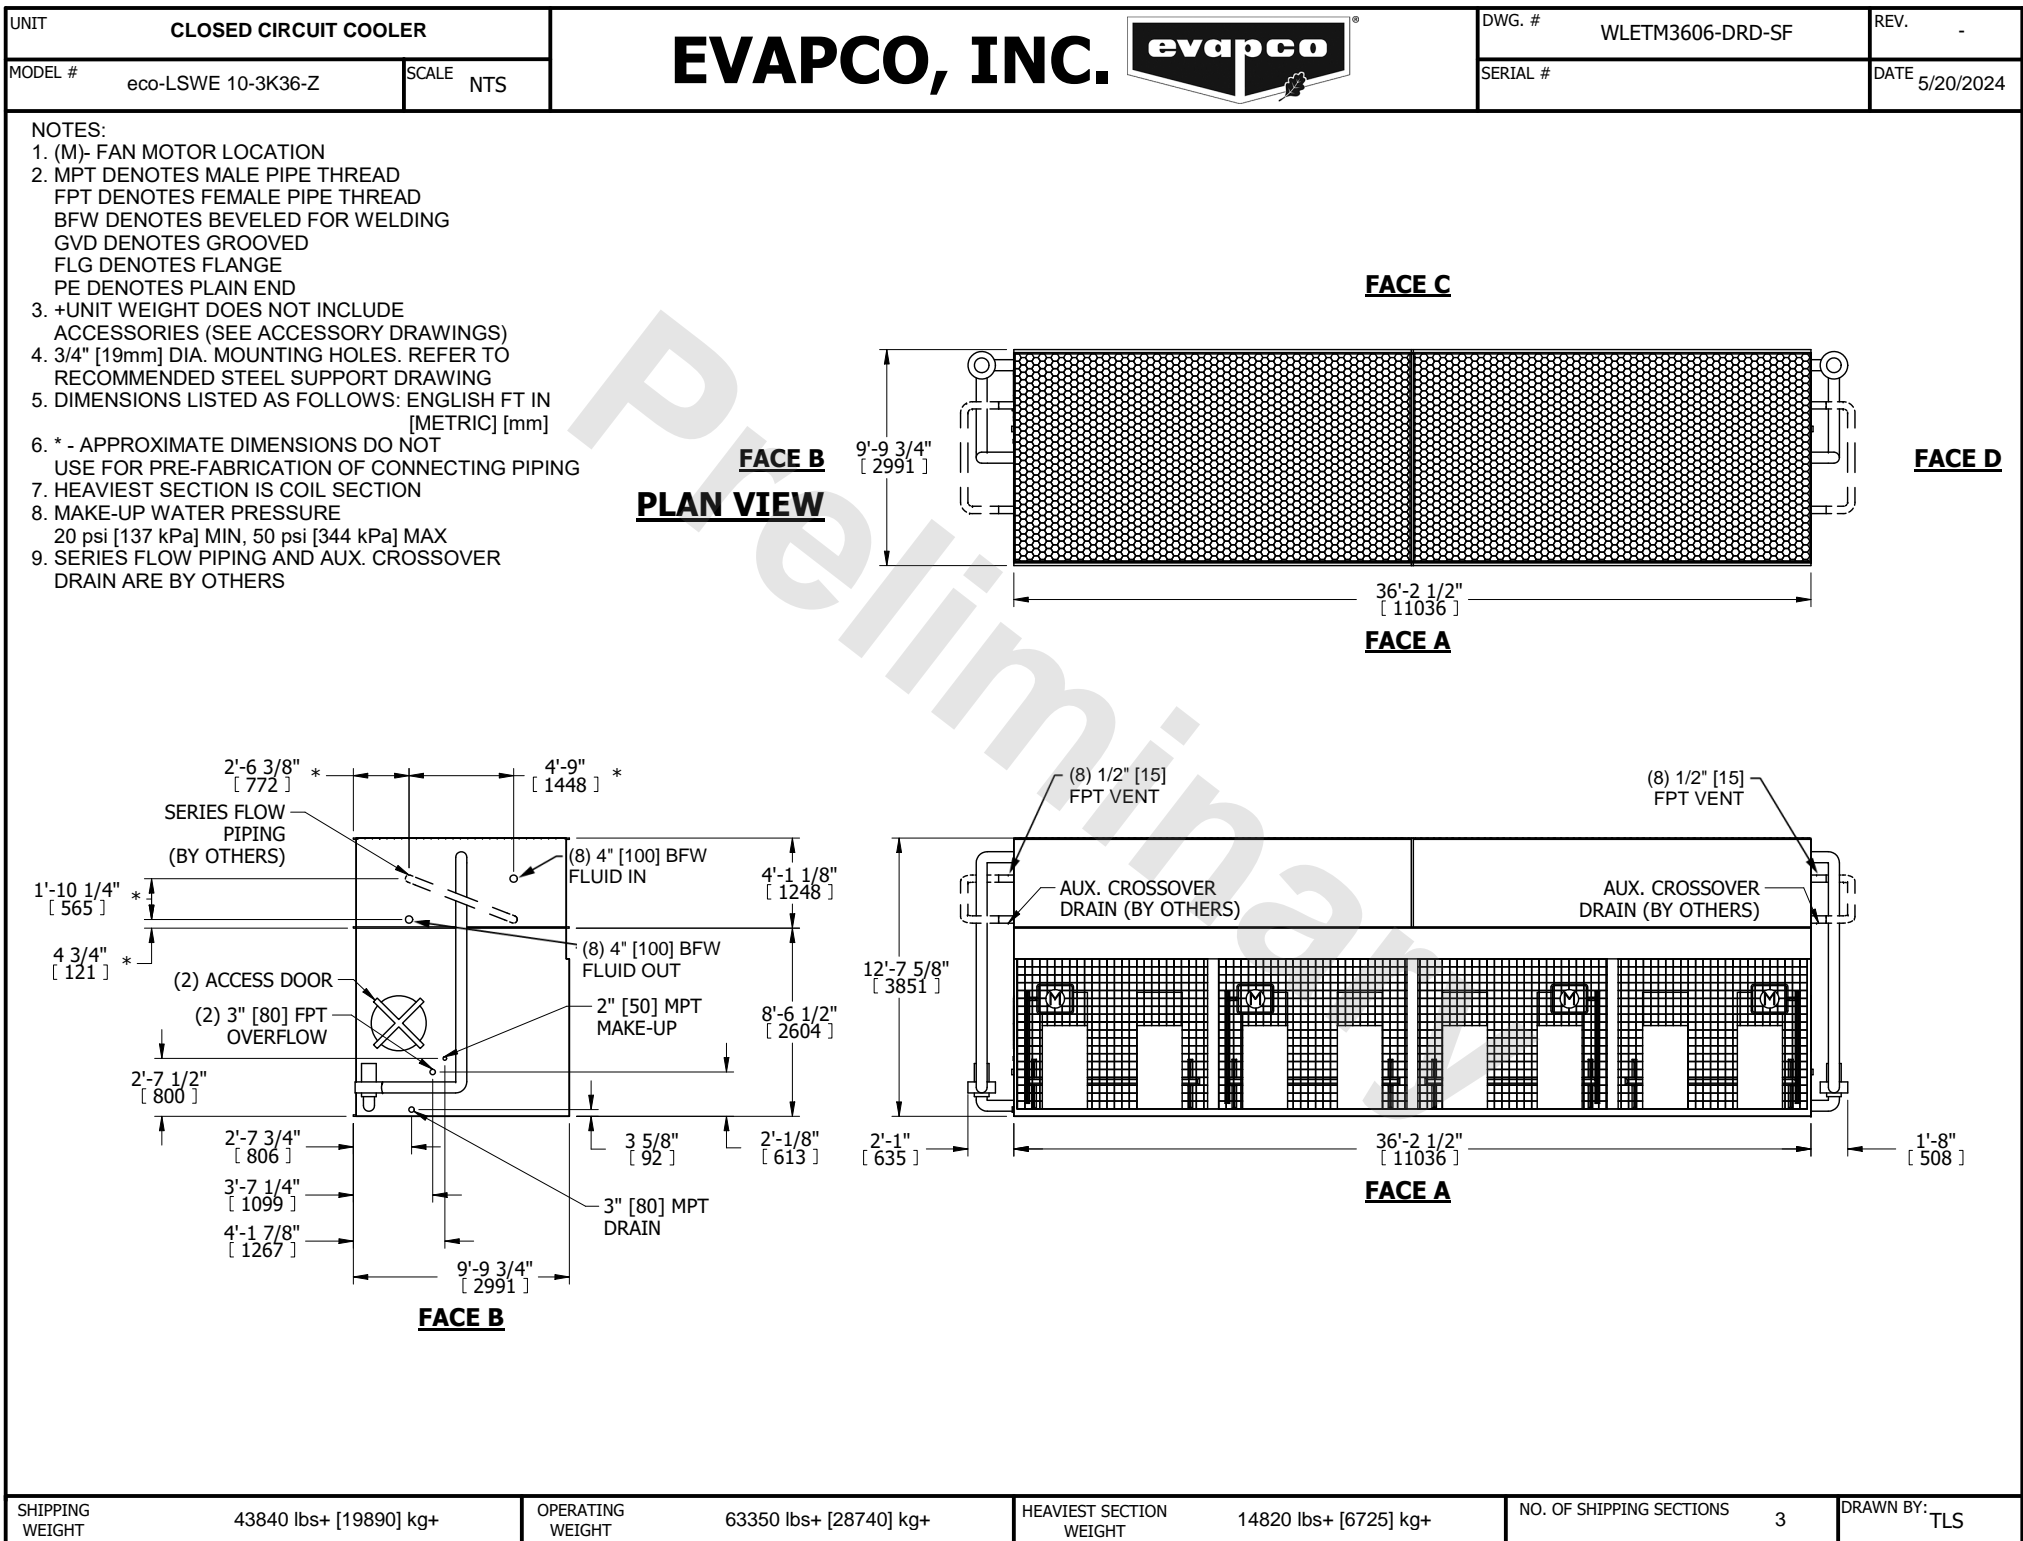 UNIT
CLOSED CIRCUIT COOLER
MODEL #
eco-LSWE 10-3K36-Z
SCALE
NTS
EVAPCO, INC.
evapco
®
DWG. #
WLETM3606-DRD-SF
REV.
-
SERIAL #
DATE
5/20/2024
NOTES:
1. (M)- FAN MOTOR LOCATION
2. MPT DENOTES MALE PIPE THREAD
FPT DENOTES FEMALE PIPE THREAD
BFW DENOTES BEVELED FOR WELDING
GVD DENOTES GROOVED
FLG DENOTES FLANGE
PE DENOTES PLAIN END
3. +UNIT WEIGHT DOES NOT INCLUDE
ACCESSORIES (SEE ACCESSORY DRAWINGS)
4. 3/4" [19mm] DIA. MOUNTING HOLES. REFER TO
RECOMMENDED STEEL SUPPORT DRAWING
5. DIMENSIONS LISTED AS FOLLOWS: ENGLISH FT IN
[METRIC] [mm]
6. * - APPROXIMATE DIMENSIONS DO NOT
USE FOR PRE-FABRICATION OF CONNECTING PIPING
7. HEAVIEST SECTION IS COIL SECTION
8. MAKE-UP WATER PRESSURE
20 psi [137 kPa] MIN, 50 psi [344 kPa] MAX
9. SERIES FLOW PIPING AND AUX. CROSSOVER
DRAIN ARE BY OTHERS
Preliminary
FACE C
FACE B
PLAN VIEW
9'-9 3/4"
[ 2991 ]
FACE D
36'-2 1/2"
[ 11036 ]
FACE A
2'-6 3/8" *
[ 772 ]
4'-9" *
[ 1448 ]
SERIES FLOW
PIPING
(BY OTHERS)
(8) 4" [100] BFW
FLUID IN
4'-1 1/8"
[ 1248 ]
1'-10 1/4" *
[ 565 ]
4 3/4" *
[ 121 ]
(8) 4" [100] BFW
FLUID OUT
(2) ACCESS DOOR
(2) 3" [80] FPT
OVERFLOW
2" [50] MPT
MAKE-UP
8'-6 1/2"
[ 2604 ]
2'-7 1/2"
[ 800 ]
2'-7 3/4"
[ 806 ]
3 5/8"
[ 92 ]
2'-1/8"
[ 613 ]
3'-7 1/4"
[ 1099 ]
3" [80] MPT
DRAIN
4'-1 7/8"
[ 1267 ]
9'-9 3/4"
[ 2991 ]
FACE B
(8) 1/2" [15]
FPT VENT
(8) 1/2" [15]
FPT VENT
AUX. CROSSOVER
DRAIN (BY OTHERS)
AUX. CROSSOVER
DRAIN (BY OTHERS)
12'-7 5/8"
[ 3851 ]
M M M M
2'-1"
[ 635 ]
36'-2 1/2"
[ 11036 ]
1'-8"
[ 508 ]
FACE A
SHIPPING
WEIGHT
43840 lbs+ [19890] kg+
OPERATING
WEIGHT
63350 lbs+ [28740] kg+
HEAVIEST SECTION
WEIGHT
14820 lbs+ [6725] kg+
NO. OF SHIPPING SECTIONS
3
DRAWN BY:
TLS